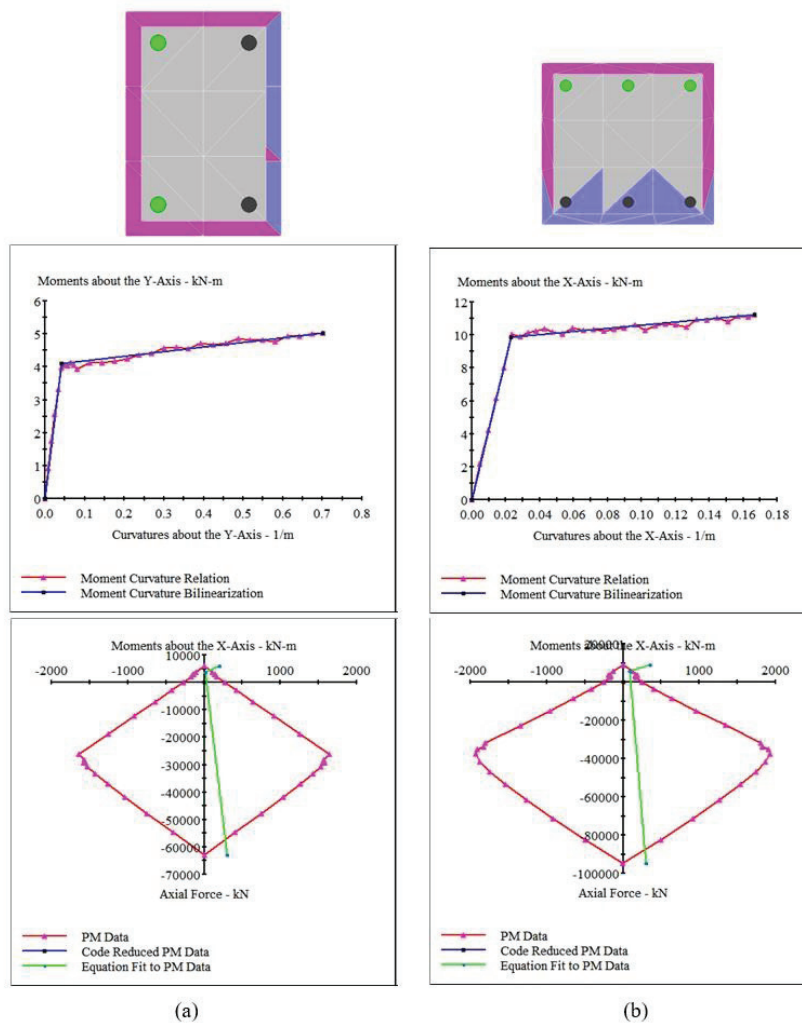 Moments about the Y-Axis - kN-m
6
5
4
3
2
1
0
0.0 0.1 0.2 0.3 0.4 0.5 0.6 0.7 0.8
Curvatures about the Y-Axis - 1/m
Moment Curvature Relation
Moment Curvature Bilinearization
Moments about the X-Axis - kN-m
12
10
8
6
4
2
0
0.00 0.02 0.04 0.06 0.08 0.10 0.12 0.14 0.16 0.18
Curvatures about the X-Axis - 1/m
Moment Curvature Relation
Moment Curvature Bilinearization
Moments about the X-Axis - kN-m
10000
-2000 -1000 1000 2000
-10000
-20000
-30000
-40000
-50000
-60000
-70000
Axial Force - kN
PM Data
Code Reduced PM Data
Equation Fit to PM Data
Moments about the X-Axis - kN-m
20000
-2000 -1000 1000 2000
-20000
-40000
-60000
-80000
-100000
Axial Force - kN
PM Data
Code Reduced PM Data
Equation Fit to PM Data
(a)
(b)